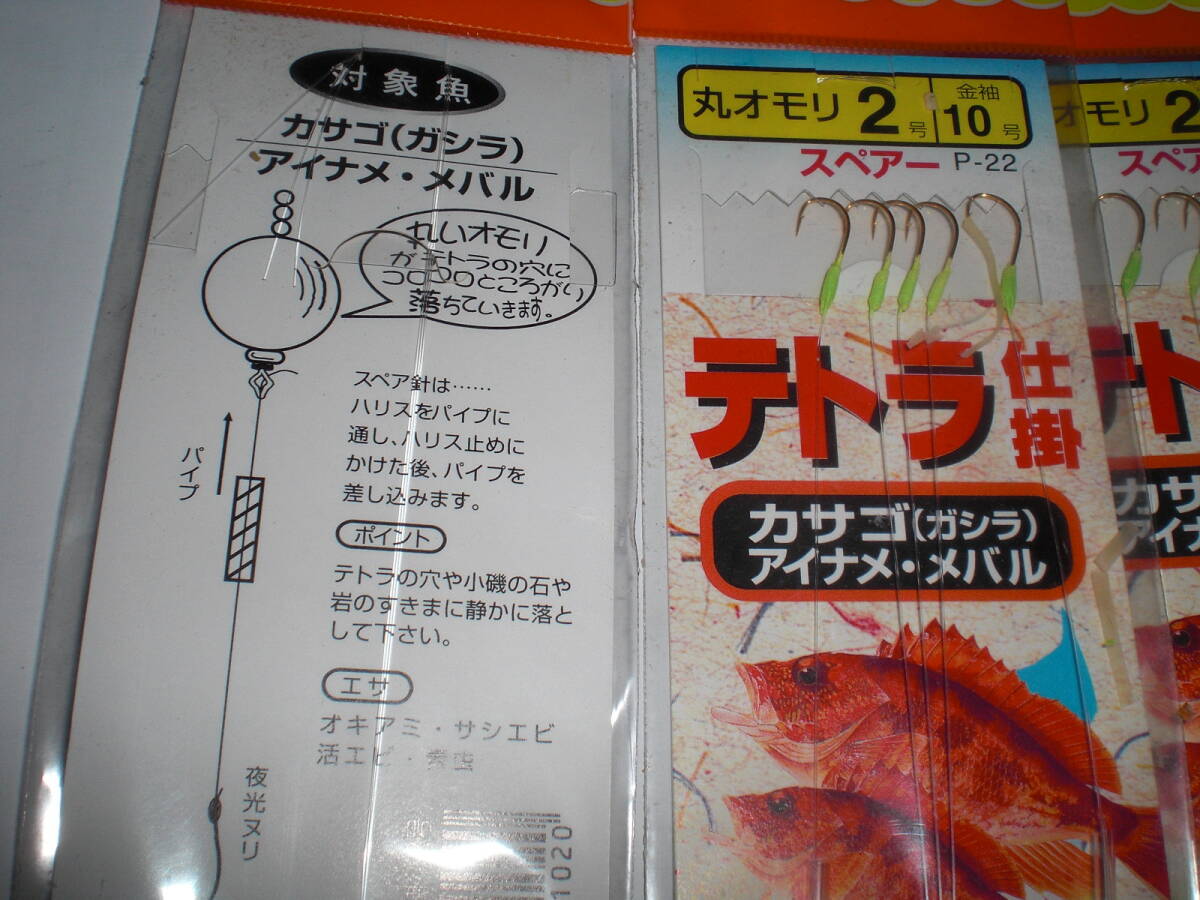 対象魚
カサゴ(ガシラ)
アイナメ・メバル
丸いオモリ
がテトラの穴に
コロコロところがり
落ちていきます。
スペア針は……
ハリスをパイプに
通し、ハリス止めに
かけた後、パイプを
差し込みます。
パイプ
ポイント
テトラの穴や小磯の石や
岩のすきまに静かに落と
して下さい。
エサ
オキアミ・サシエビ
活エビ・
夜光ヌリ
1020
丸オモリ 2号 金袖 10号
スペアー P-22
テトラ仕掛
カサゴ(ガシラ)
アイナメ・メバル
オモリ 2
スペア